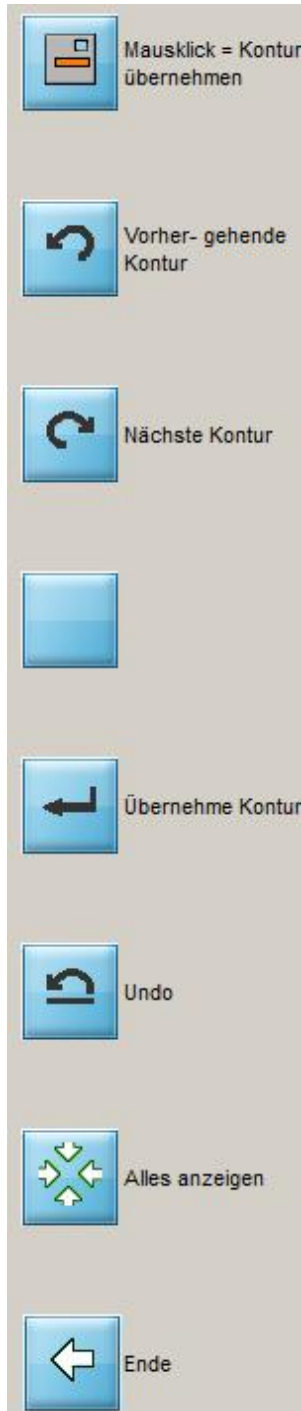 Mausklick = Kontur
übernehmen
Vorher- gehende
Kontur
Nächste Kontur
Übernehme Kontur
Undo
Alles anzeigen
Ende